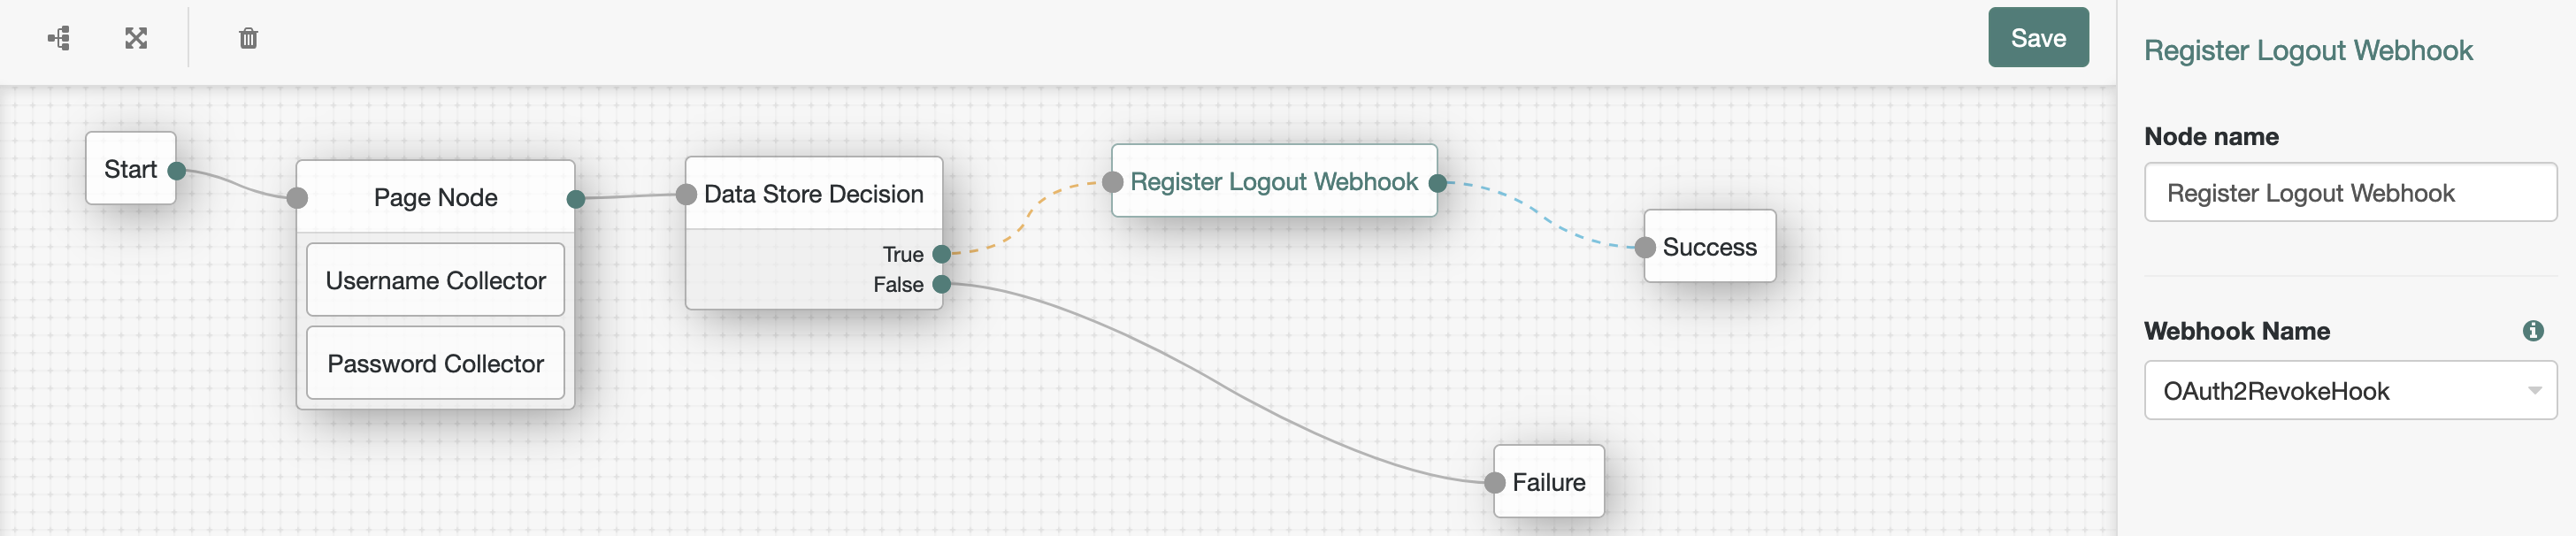 Save
Start
Page Node
Username Collector
Password Collector
Data Store Decision
True
False
Register Logout Webhook
Success
Failure
Register Logout Webhook
Node name
Register Logout Webhook
Webhook Name
OAuth2RevokeHook